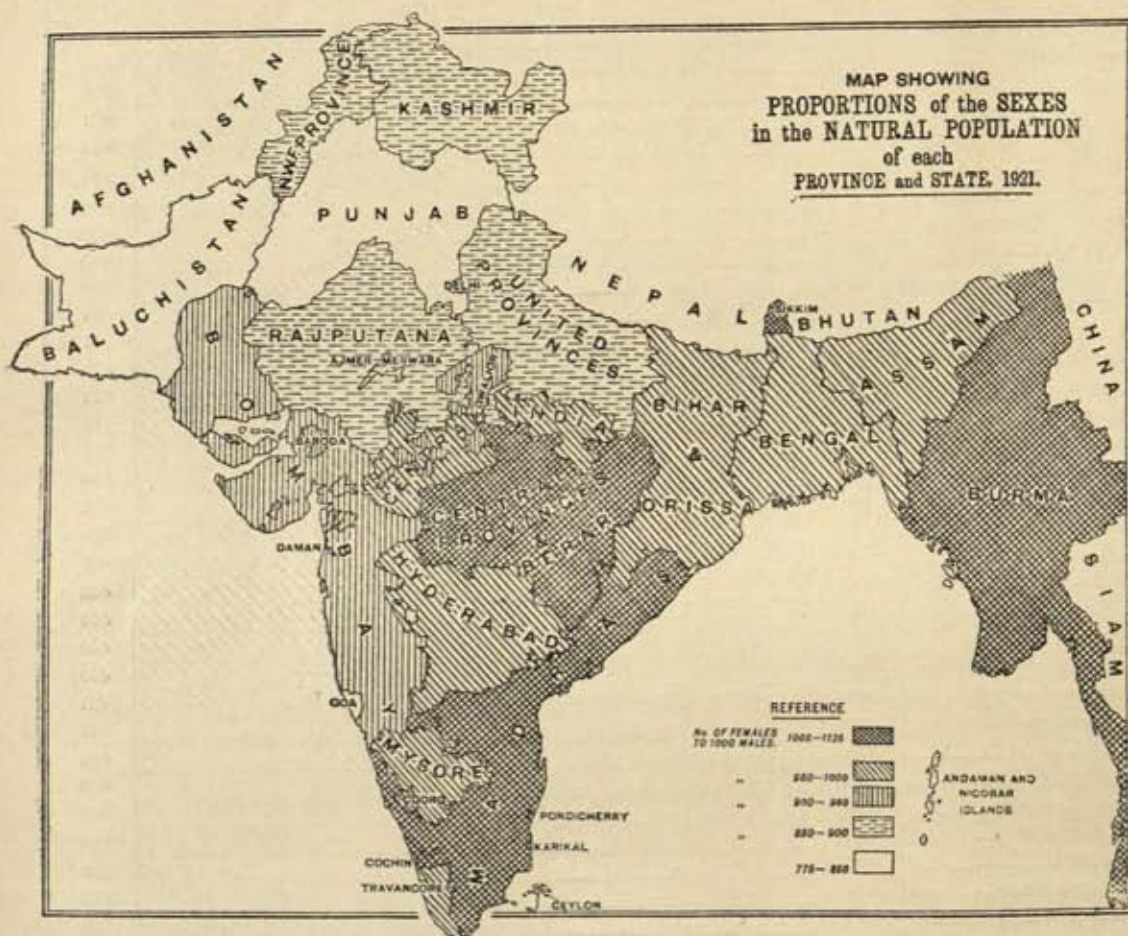 MAP SHOWING
PROPORTIONS of the SEXES
in the NATURAL POPULATION
of each
PROVINCE and STATE, 1921.
AFGHANISTAN
N.W.F. PROVINCE
KASHMIR
BALUCHISTAN
PUNJAB
DELHI
UNITED
PROVINCES
NEPAL
SIKKIM
BHUTAN
CHINA
ASSAM
RAJPUTANA
AJMER-MERWARA
GWALIOR
CENTRAL INDIA
BIHAR
&
ORISSA
BENGAL
BURMA
SIAM
BOMBAY
BARODA
CENTRAL
PROVINCES
&
BERAR
DAMAN
HYDERABAD
MADRAS
GOA
MYSORE
COORG
PONDICHERRY
KARIKAL
COCHIN
TRAVANCORE
CEYLON
REFERENCE
No. OF FEMALES
TO 1000 MALES.
ANDAMAN AND
NICOBAR
ISLANDS